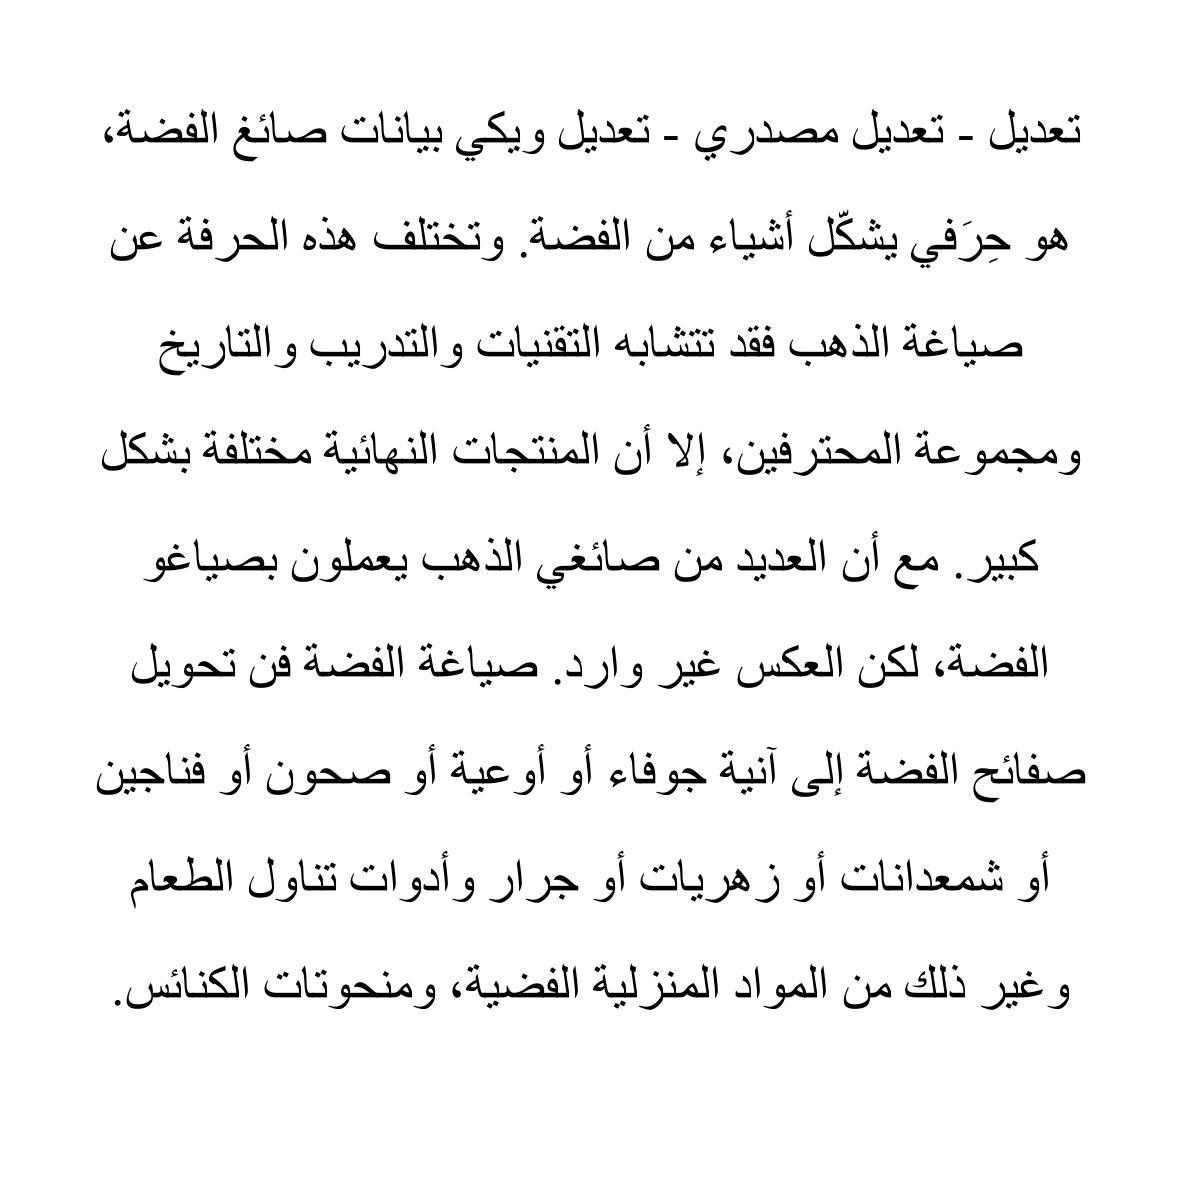 تعديل - تعديل مصدري - تعديل ويكي بيانات صائغ الفضة،
هو حِرَفي يشكّل أشياء من الفضة. وتختلف هذه الحرفة عن
صياغة الذهب فقد تتشابه التقنيات والتدريب والتاريخ
ومجموعة المحترفين، إلا أن المنتجات النهائية مختلفة بشكل
كبير. مع أن العديد من صائغي الذهب يعملون بصياغو
الفضة، لكن العكس غير وارد. صياغة الفضة فن تحويل
صفائح الفضة إلى آنية جوفاء أو أوعية أو صحون أو فناجين
أو شمعدانات أو زهريات أو جرار وأدوات تناول الطعام
وغير ذلك من المواد المنزلية الفضية، ومنحوتات الكنائس.